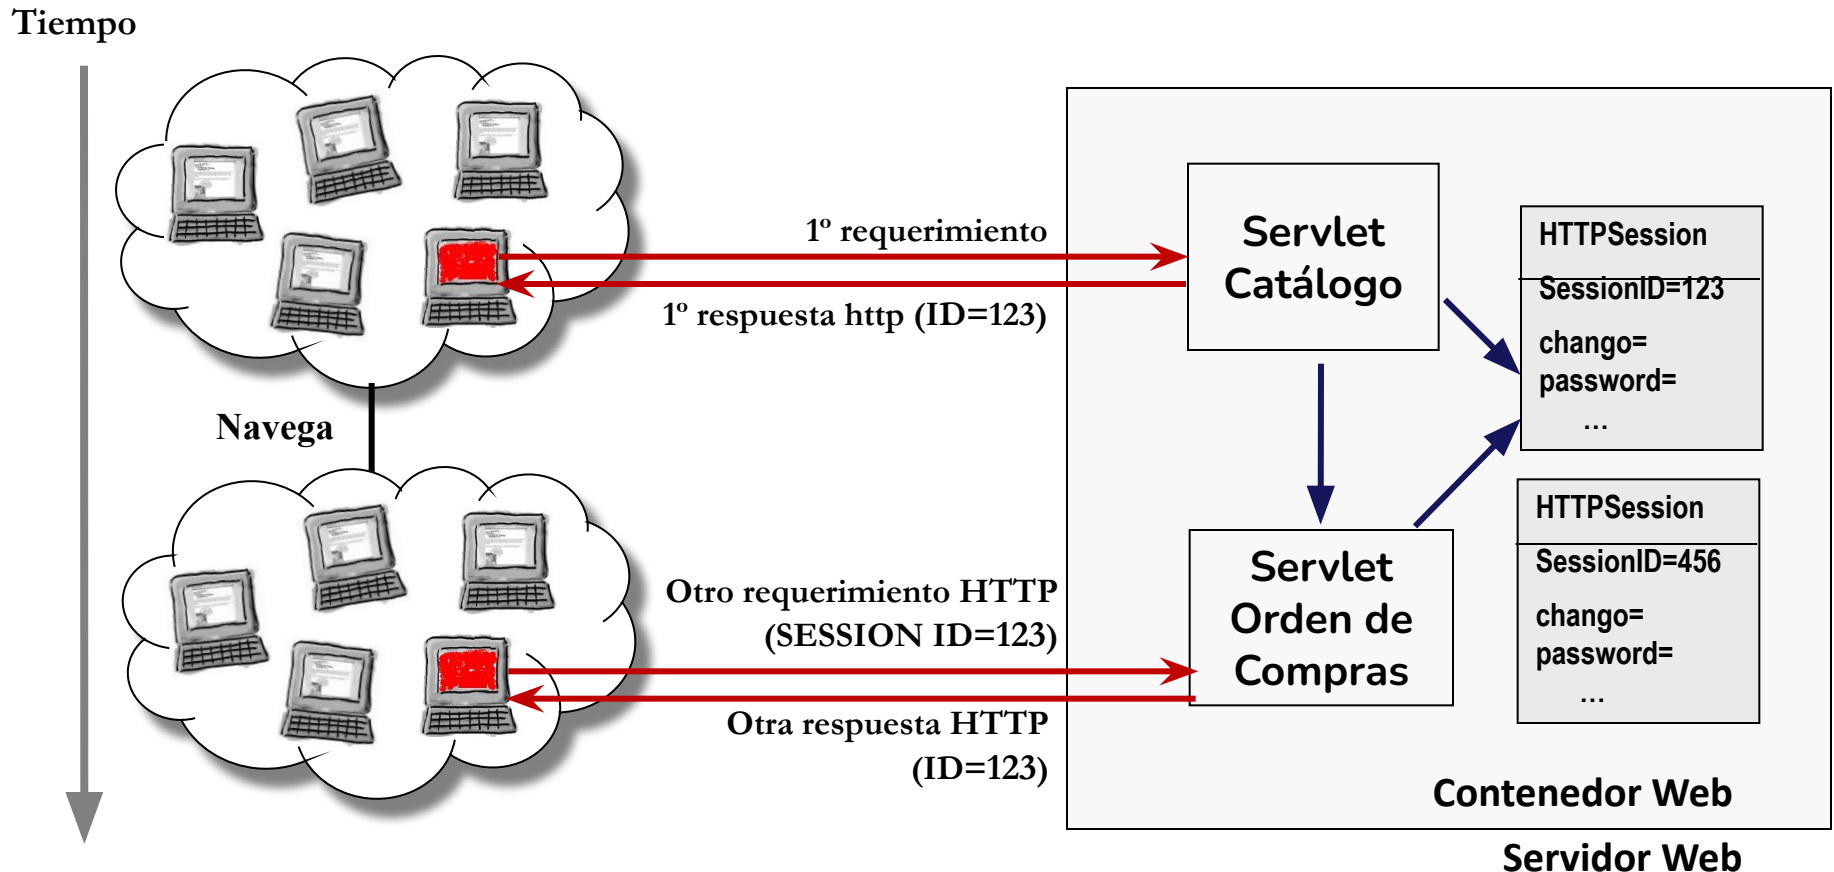 Tiempo
1º requerimiento
1º respuesta http (ID=123)
Servlet
Catálogo
HTTPSession
SessionID=123
chango=
password=
...
Navega
Otro requerimiento HTTP
(SESSION ID=123)
Otra respuesta HTTP
(ID=123)
Servlet
Orden de
Compras
HTTPSession
SessionID=456
chango=
password=
...
Contenedor Web
Servidor Web